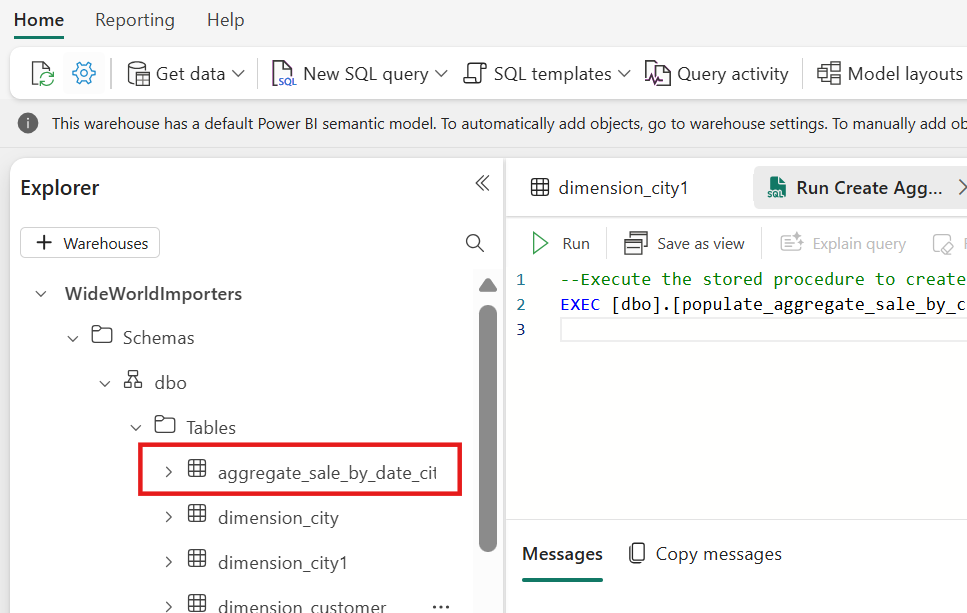 Home Reporting Help
Get data New SQL query SQL templates Query activity Model layouts
This warehouse has a default Power BI semantic model. To automatically add objects, go to warehouse settings. To manually add ob
Explorer
+ Warehouses
WideWorldImporters
Schemas
dbo
Tables
aggregate_sale_by_date_cit
dimension_city
dimension_city1
dimension_customer ...
dimension_city1 SQL Run Create Agg...
Run Save as view Explain query
1 --Execute the stored procedure to create
2 EXEC [dbo].[populate_aggregate_sale_by_c
3
Messages Copy messages